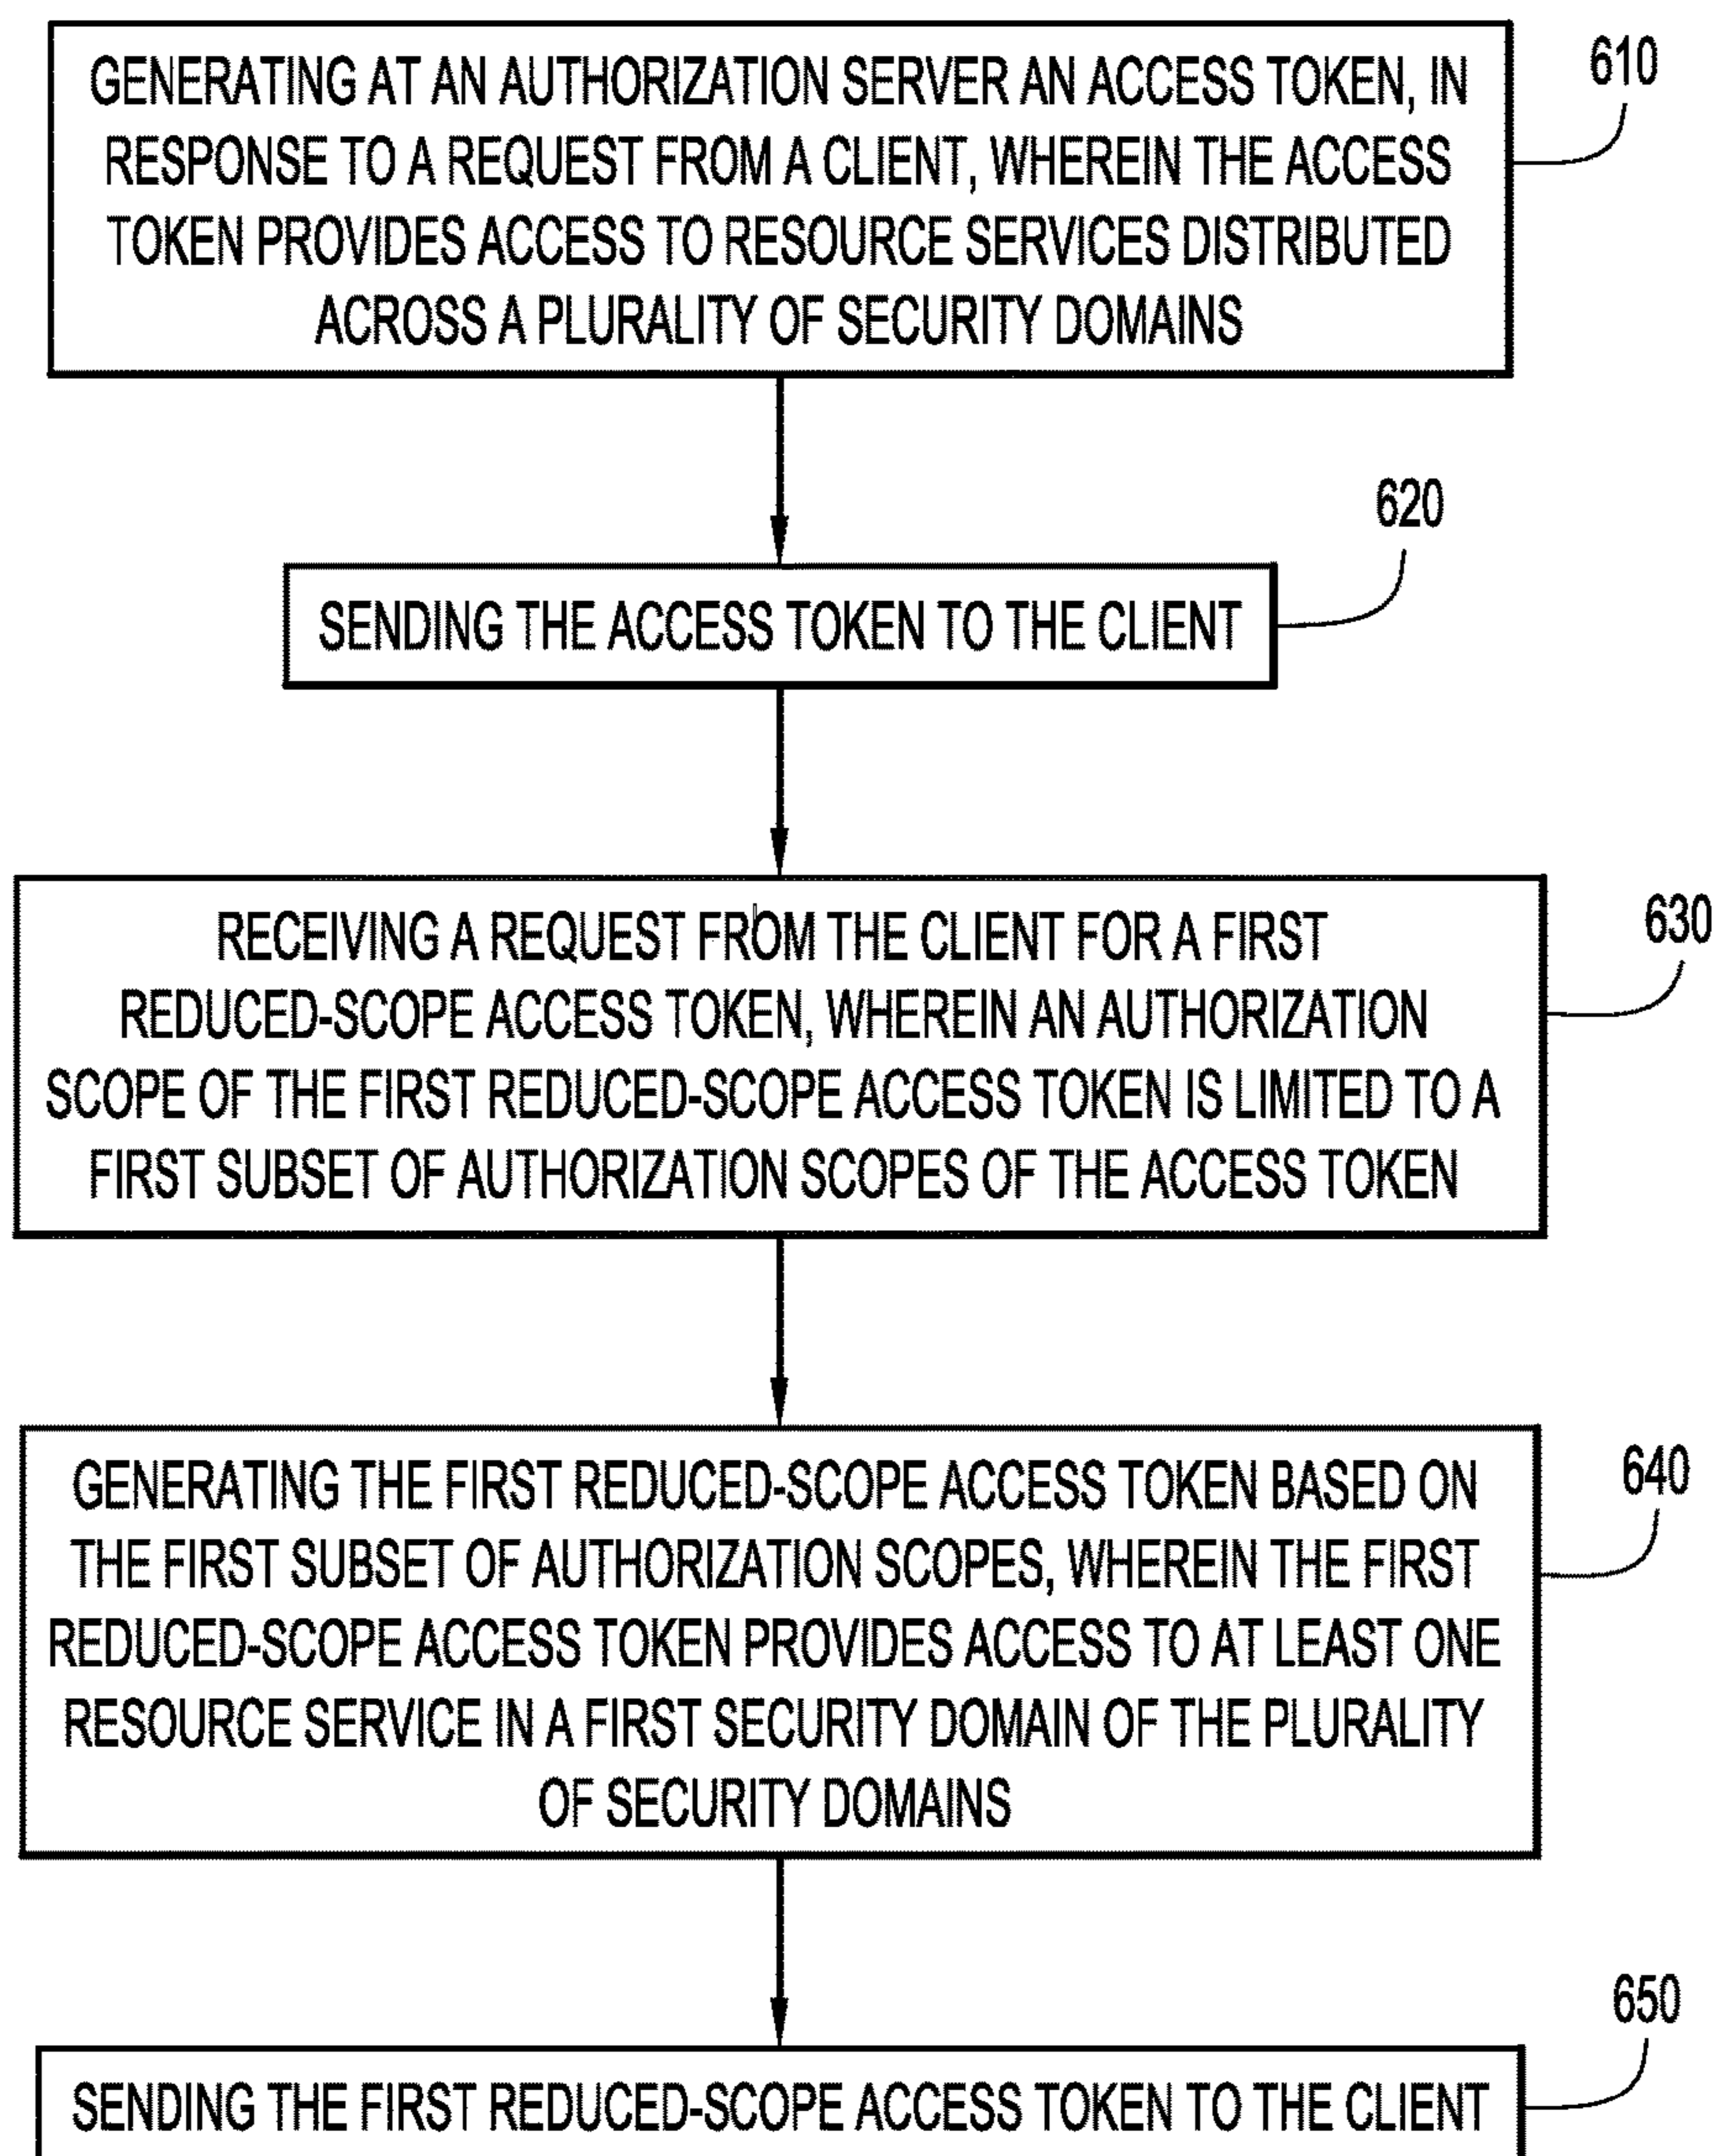 GENERATING AT AN AUTHORIZATION SERVER AN ACCESS TOKEN, IN
RESPONSE TO A REQUEST FROM A CLIENT, WHEREIN THE ACCESS
TOKEN PROVIDES ACCESS TO RESOURCE SERVICES DISTRIBUTED
ACROSS A PLURALITY OF SECURITY DOMAINS
610
620
SENDING THE ACCESS TOKEN TO THE CLIENT
630
RECEIVING A REQUEST FROM THE CLIENT FOR A FIRST
REDUCED-SCOPE ACCESS TOKEN, WHEREIN AN AUTHORIZATION
SCOPE OF THE FIRST REDUCED-SCOPE ACCESS TOKEN IS LIMITED TO A
FIRST SUBSET OF AUTHORIZATION SCOPES OF THE ACCESS TOKEN
640
GENERATING THE FIRST REDUCED-SCOPE ACCESS TOKEN BASED ON
THE FIRST SUBSET OF AUTHORIZATION SCOPES, WHEREIN THE FIRST
REDUCED-SCOPE ACCESS TOKEN PROVIDES ACCESS TO AT LEAST ONE
RESOURCE SERVICE IN A FIRST SECURITY DOMAIN OF THE PLURALITY
OF SECURITY DOMAINS
650
SENDING THE FIRST REDUCED-SCOPE ACCESS TOKEN TO THE CLIENT